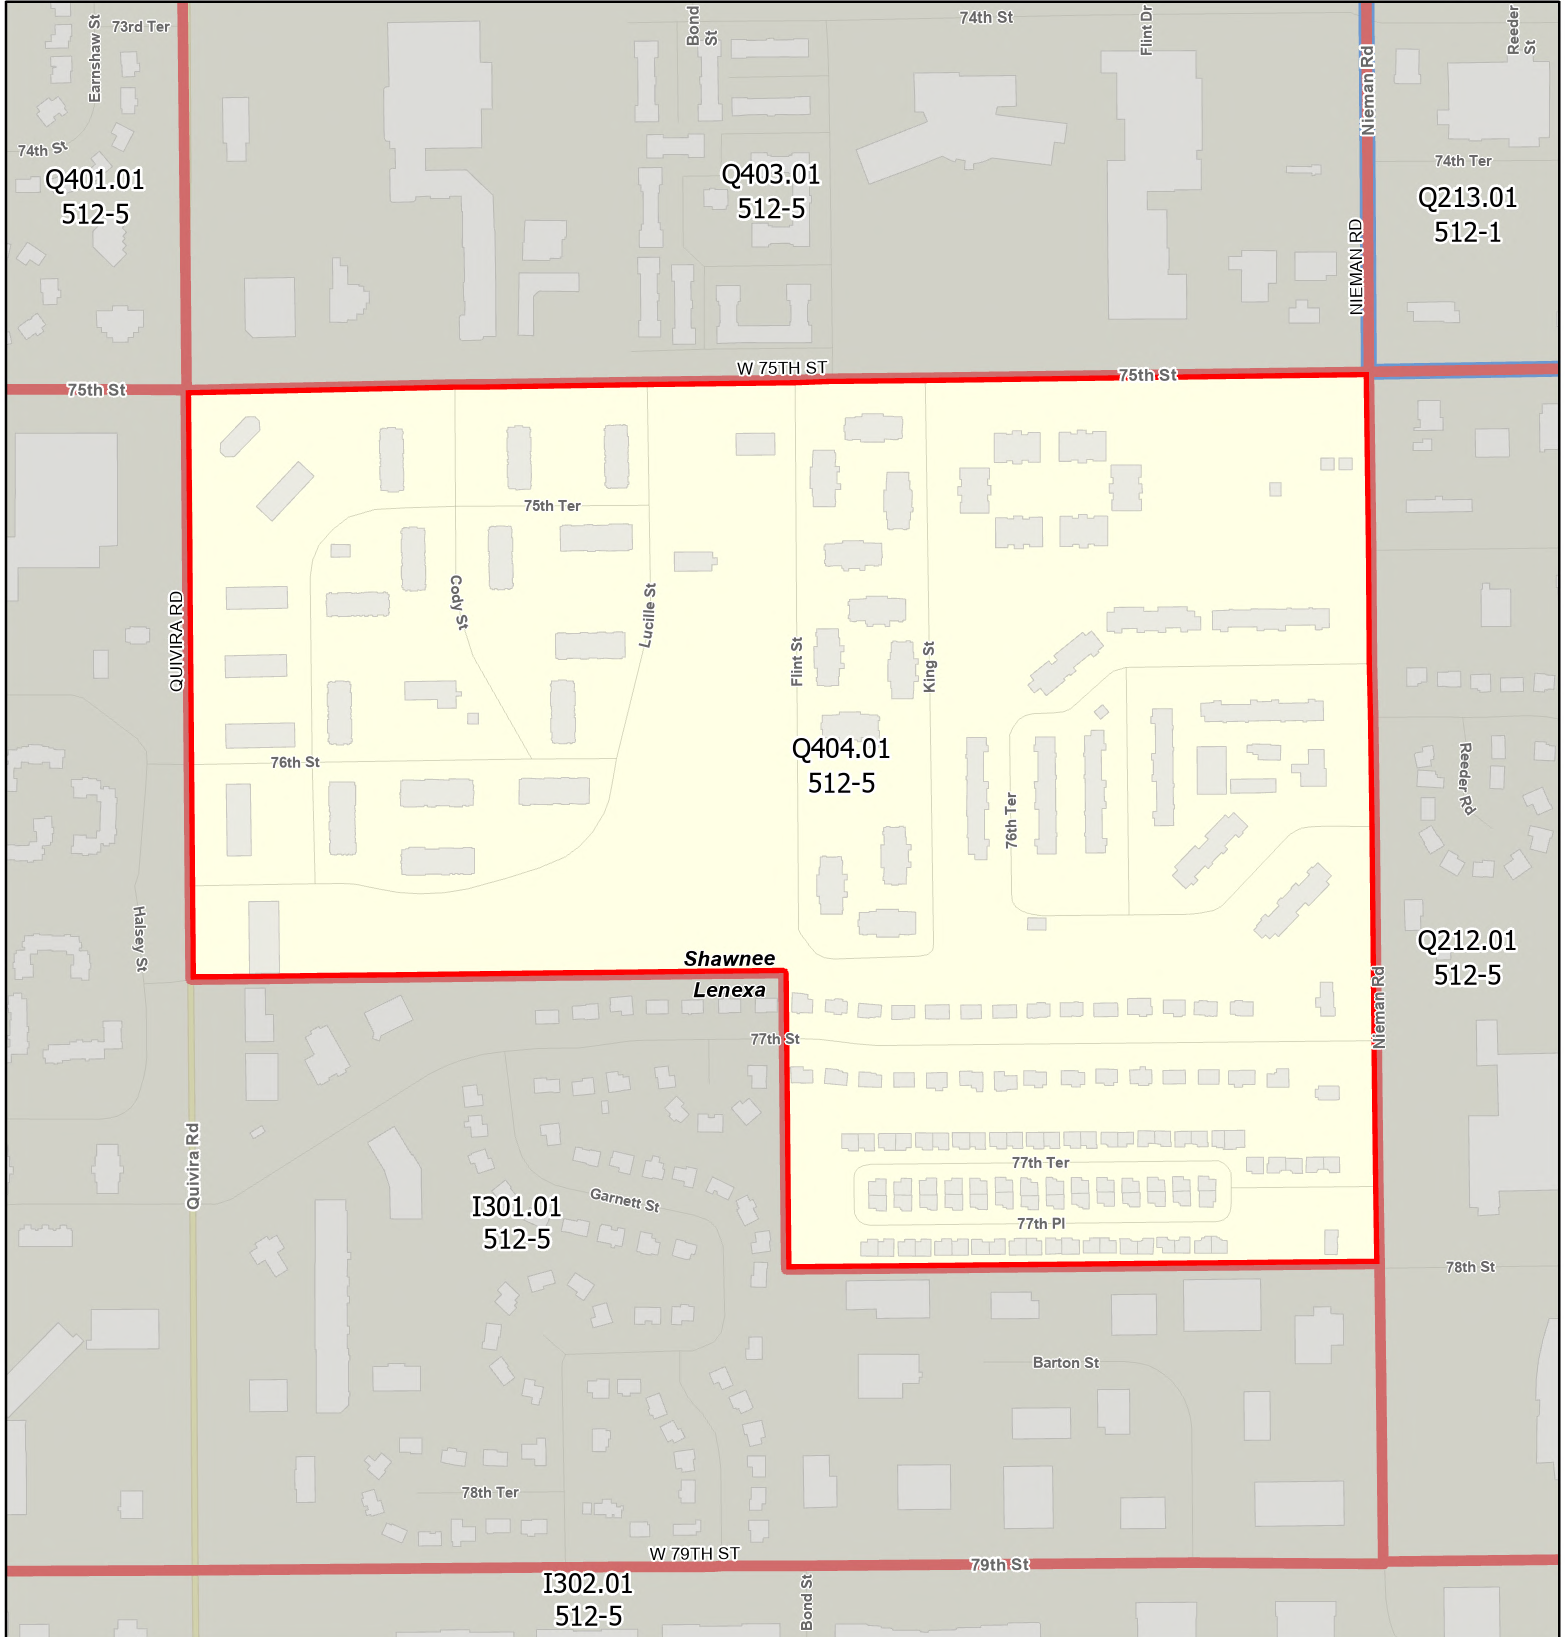 Earnshaw St
73rd Ter
Bond
St
74th St
Flint Dr
Nieman Rd
Reeder
St
74th St
74th Ter
Q401.01
512-5
Q403.01
512-5
Q213.01
512-1
NIEMAN RD
W 75TH ST
75th St
75th St
75th Ter
QUIVIRA RD
Cody St
Lucille St
Flint St
King St
76th St
Q404.01
512-5
76th Ter
Reeder Rd
Halsey St
Q212.01
512-5
Shawnee
Lenexa
Nieman Rd
77th St
Quivira Rd
77th Ter
I301.01
512-5
Garnett St
77th Pl
78th St
Barton St
78th Ter
W 79TH ST
79th St
I302.01
512-5
Bond St